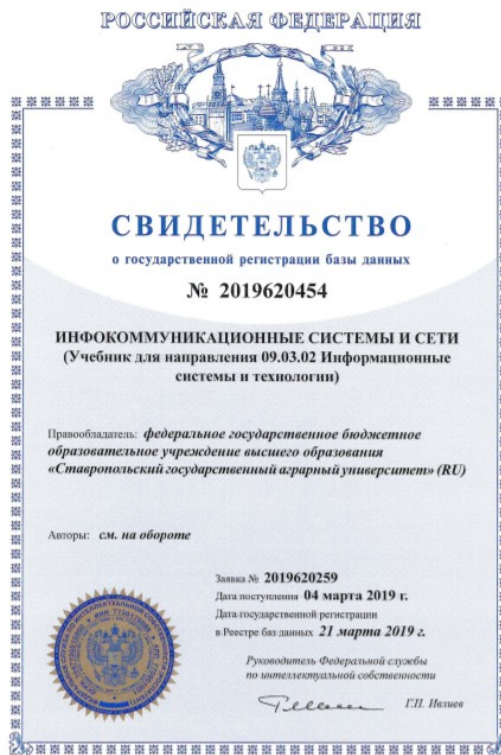 РОССИЙСКАЯ ФЕДЕРАЦИЯ
СВИДЕТЕЛЬСТВО
о государственной регистрации базы данных
№ 2019620454
ИНФОКОММУНИКАЦИОННЫЕ СИСТЕМЫ И СЕТИ
(Учебник для направления 09.03.02 Информационные
системы и технологии)
Правообладатель: федеральное государственное бюджетное
образовательное учреждение высшего образования
«Ставропольский государственный аграрный университет» (RU)
Авторы: см. на обороте
Заявка № 2019620259
Дата поступления 04 марта 2019 г.
Дата государственной регистрации
в Реестре баз данных 21 марта 2019 г.
Руководитель Федеральной службы
по интеллектуальной собственности
Г.П. Ивлиев